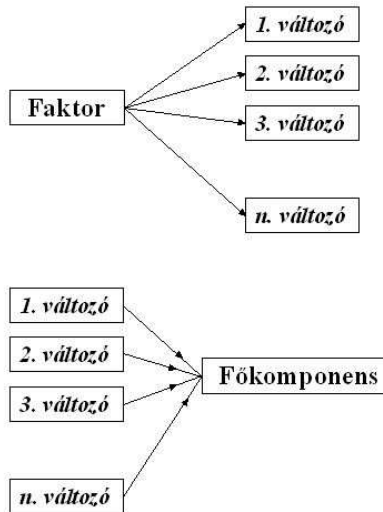 1. változó
2. változó
Faktor
3. változó
n. változó
1. változó
2. változó
Főkomponens
3. változó
n. változó